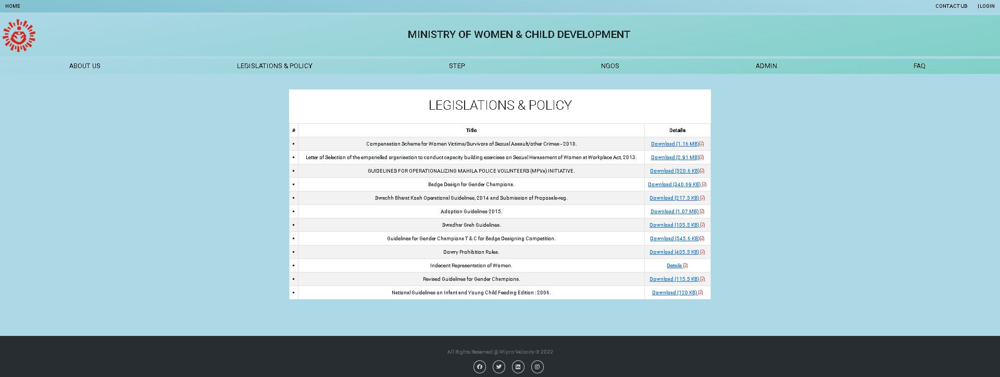 HOME CONTACT US | LOGIN
MINISTRY OF WOMEN & CHILD DEVELOPMENT
ABOUT US LEGISLATIONS & POLICY STEP NGOS ADMIN FAQ
LEGISLATIONS & POLICY
# Title Details
• Compensation Scheme for Women Victims/Survivors of Sexual Assault/other Crimes - 2018. Download (1.16 MB)
• Letter of Selection of the empanelled organisation to conduct capacity building exercises on Sexual Harassment of Women at Workplace Act, 2013. Download (2.91 MB)
• GUIDELINES FOR OPERATIONALIZING MAHILA POLICE VOLUNTEERS (MPVs) INITIATIVE. Download (520.6 KB)
• Badge Design for Gender Champions. Download (340.69 KB)
• Swachh Bharat Kosh Operational Guidelines, 2014 and Submission of Proposals-reg. Download (217.5 KB)
• Adoption Guidelines 2015. Download (1.07 MB)
• Swadhar Greh Guidelines. Download (105.5 KB)
• Guidelines for Gender Champions T & C for Badge Designing Competition. Download (545.6 KB)
• Dowry Prohibition Rules. Download (405.5 KB)
• Indecent Representation of Women. Details
• Revised Guidelines for Gender Champions. Download (115.5 KB)
• National Guidelines on Infant and Young Child Feeding Edition : 2006. Download (120 KB)
All Rights Reserved @ Wipro-Velocity © 2022